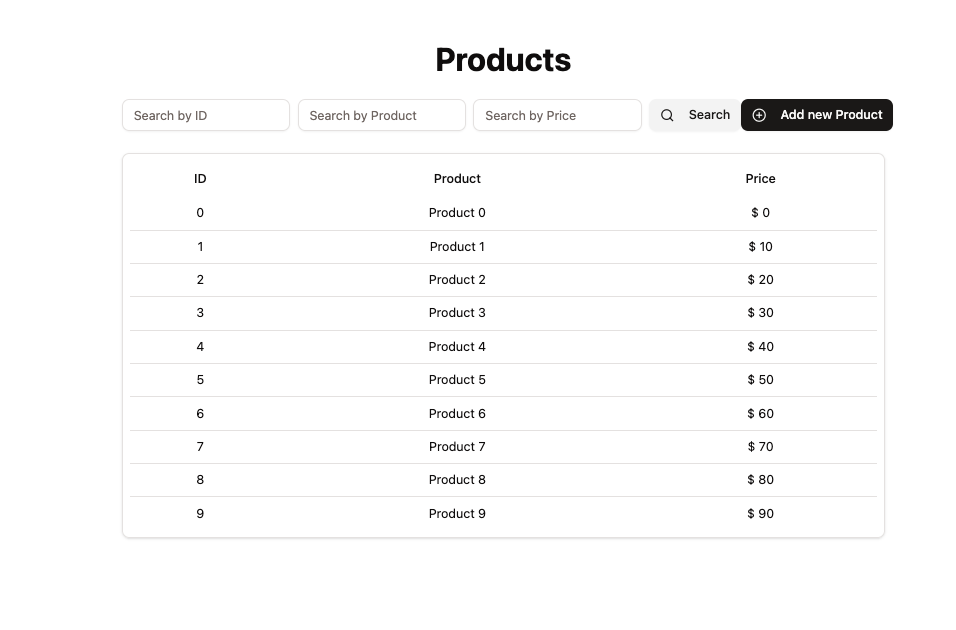 Products
Search by ID Search by Product Search by Price Search Add new Product
ID Product Price
0 Product 0 $ 0
1 Product 1 $ 10
2 Product 2 $ 20
3 Product 3 $ 30
4 Product 4 $ 40
5 Product 5 $ 50
6 Product 6 $ 60
7 Product 7 $ 70
8 Product 8 $ 80
9 Product 9 $ 90